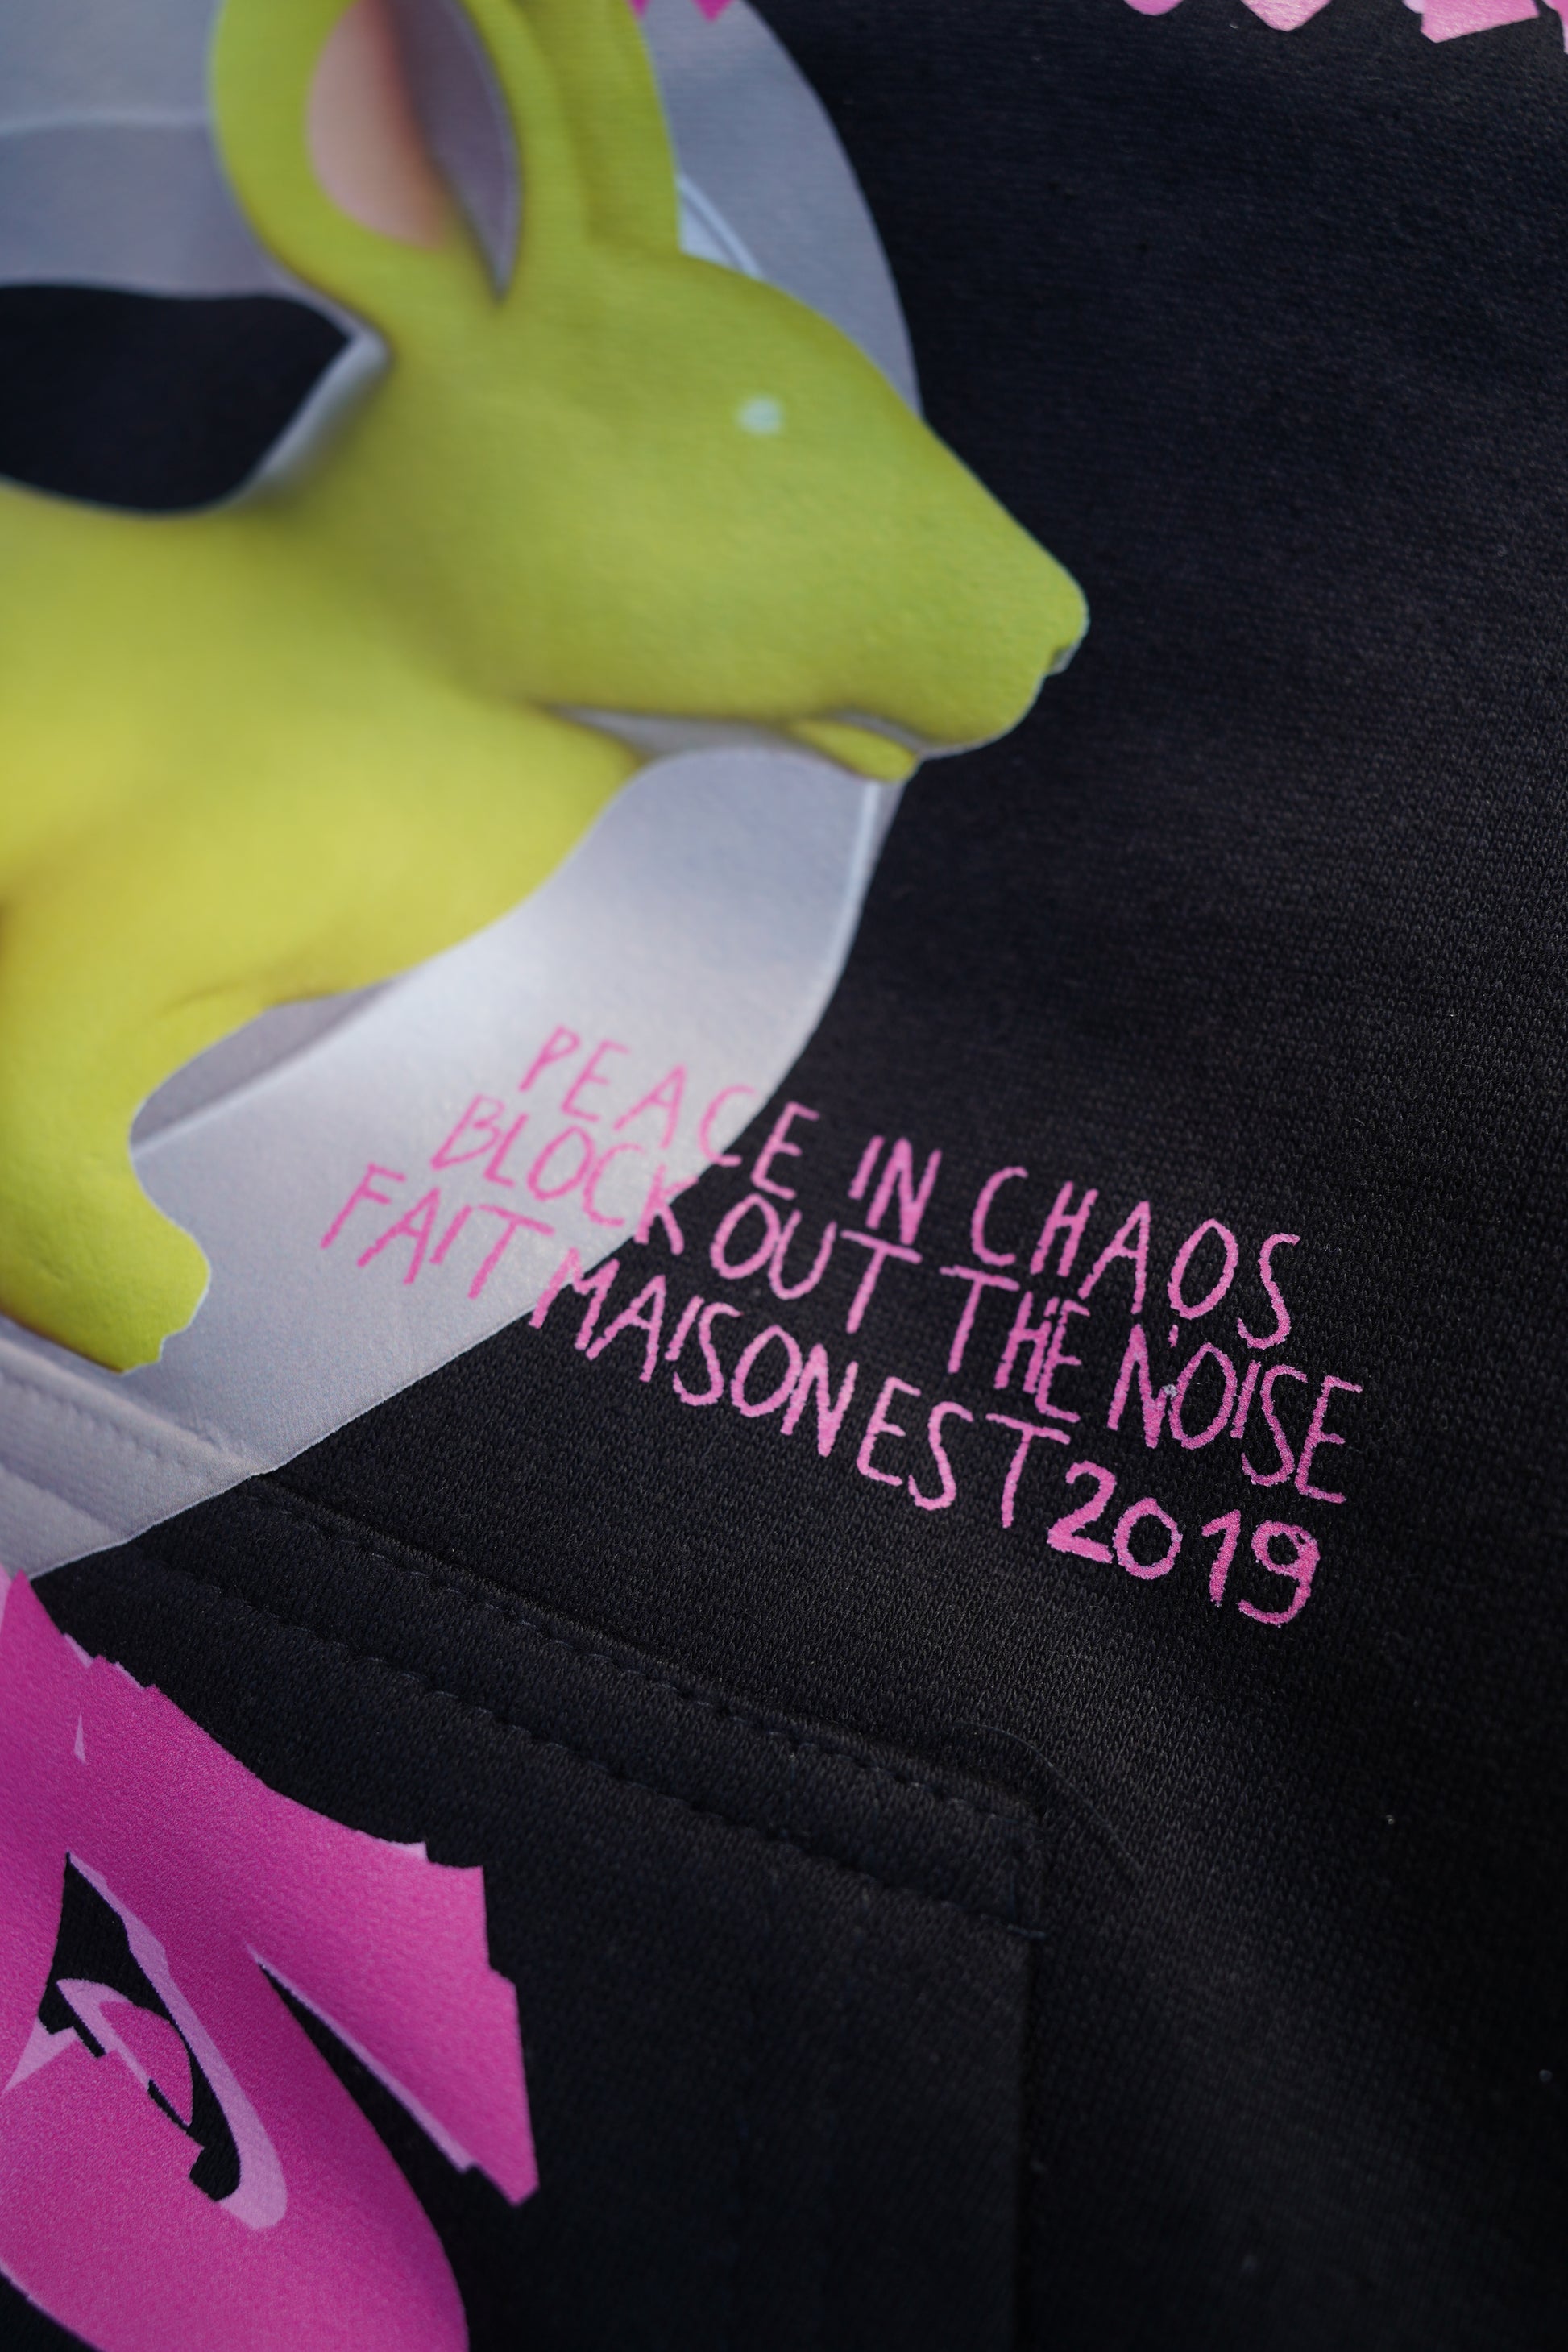 PEACE IN CHAOS
BLOCK OUT THE NOISE
FAIT MAISON EST 2019